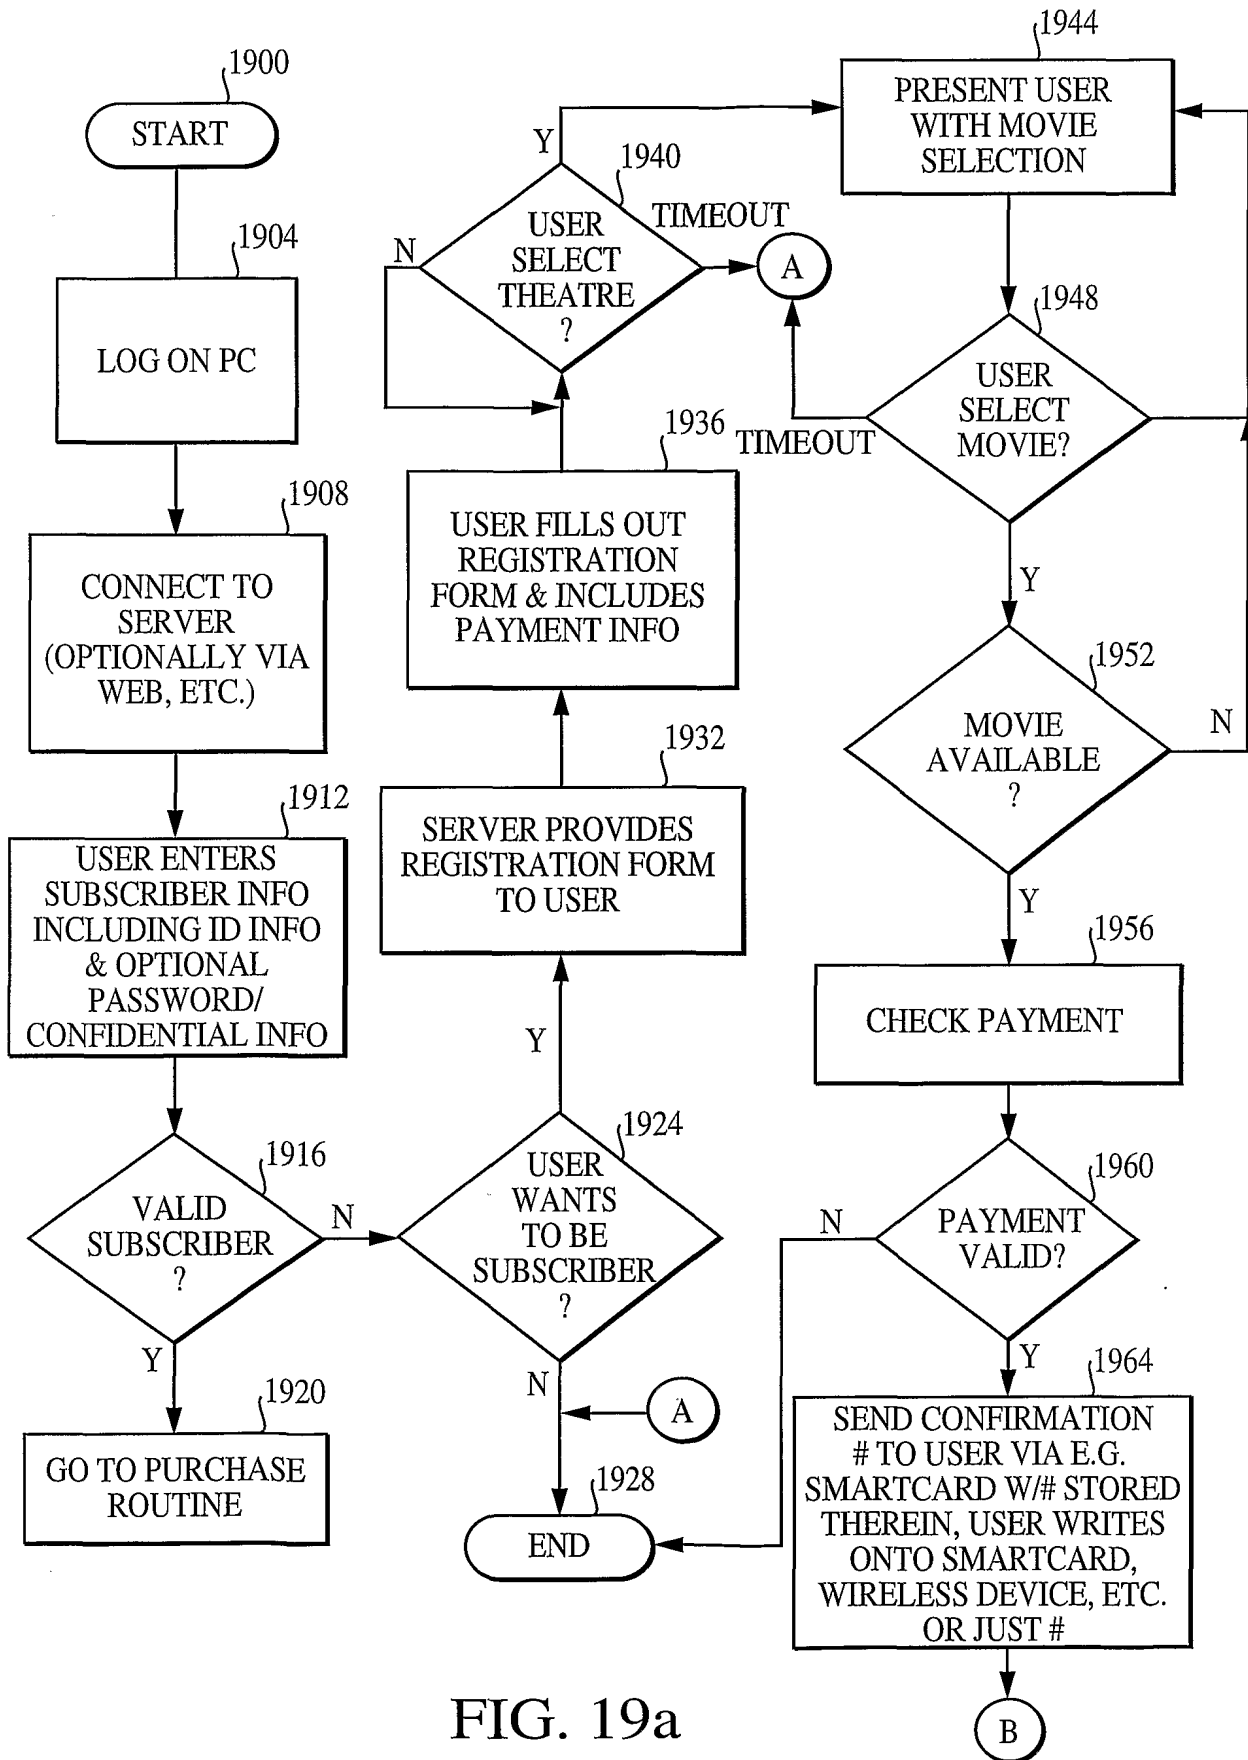 1900
START
1904
LOG ON PC
1908
CONNECT TO
SERVER
(OPTIONALLY VIA
WEB, ETC.)
1912
USER ENTERS
SUBSCRIBER INFO
INCLUDING ID INFO
& OPTIONAL
PASSWORD/
CONFIDENTIAL INFO
1916
VALID
SUBSCRIBER
?
N
Y
1920
GO TO PURCHASE
ROUTINE
1924
USER
WANTS
TO BE
SUBSCRIBER
?
Y
N
A
1928
END
1932
SERVER PROVIDES
REGISTRATION FORM
TO USER
1936
USER FILLS OUT
REGISTRATION
FORM & INCLUDES
PAYMENT INFO
1940
USER
SELECT
THEATRE
?
N
Y
TIMEOUT
A
1944
PRESENT USER
WITH MOVIE
SELECTION
1948
USER
SELECT
MOVIE?
TIMEOUT
Y
1952
MOVIE
AVAILABLE
?
N
Y
1956
CHECK PAYMENT
1960
PAYMENT
VALID?
N
Y
1964
SEND CONFIRMATION
# TO USER VIA E.G.
SMARTCARD W/# STORED
THEREIN, USER WRITES
ONTO SMARTCARD,
WIRELESS DEVICE, ETC.
OR JUST #
B
FIG. 19a